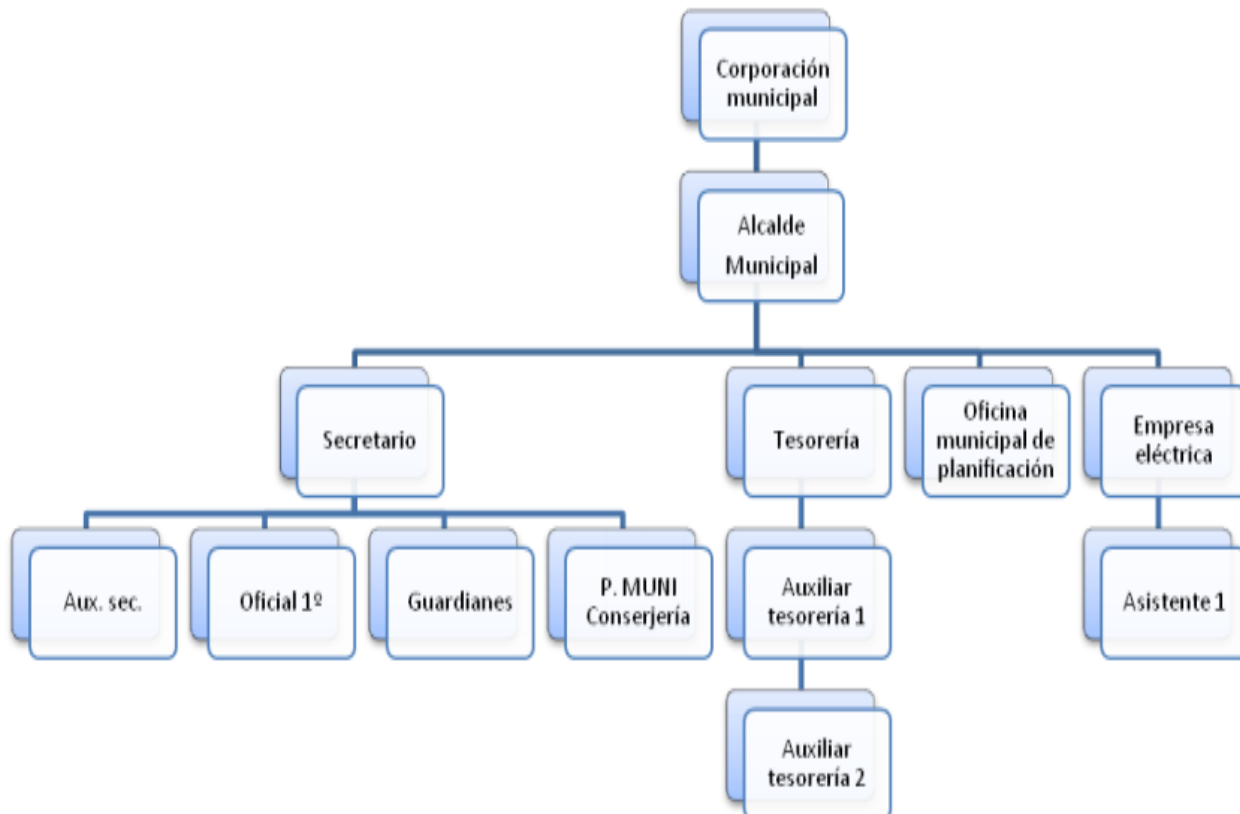 Corporación
municipal
Alcalde
Municipal
Secretario
Tesorería
Oficina
municipal de
planificación
Empresa
eléctrica
Aux. sec.
Oficial 1º
Guardianes
P. MUNI
Conserjería
Auxiliar
tesorería 1
Asistente 1
Auxiliar
tesorería 2